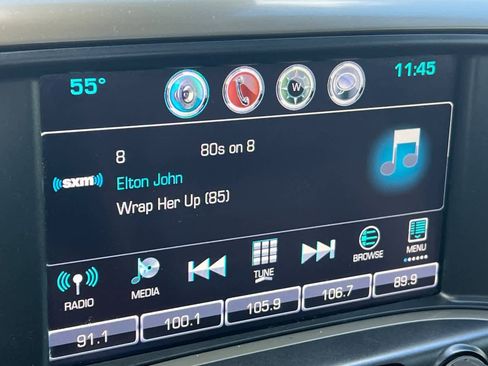 55°
W
11:45
8 80s on 8
sxm
Elton John
Wrap Her Up (85)
RADIO
MEDIA
TUNE
BROWSE
MENU
91.1
100.1
105.9
106.7
89.9